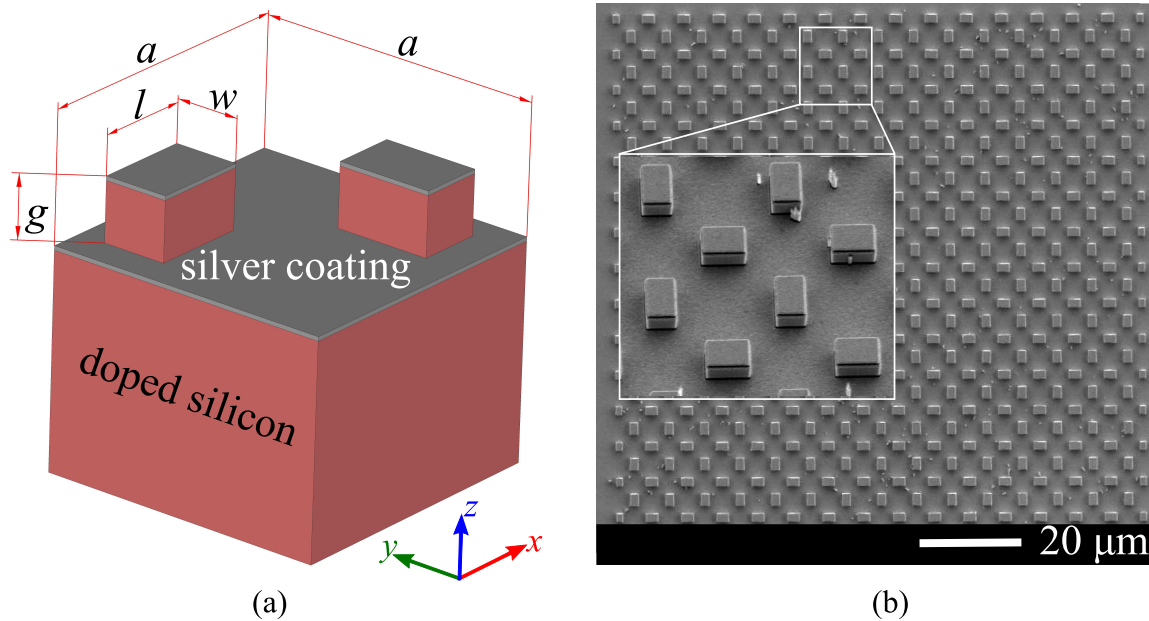 a
a
l
w
g
silver coating
doped silicon
z
y
x
20 μm
(a)
(b)